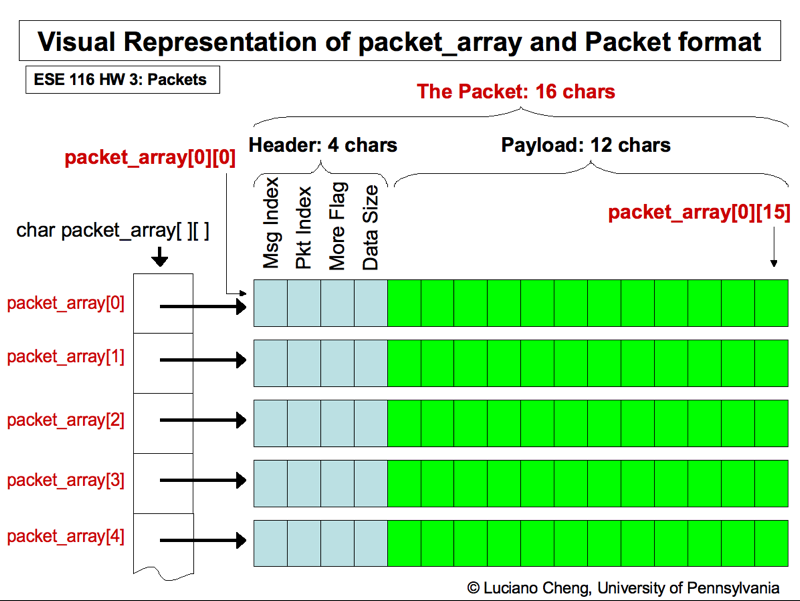 Visual Representation of packet_array and Packet format
ESE 116 HW 3: Packets
The Packet: 16 chars
Header: 4 chars
Payload: 12 chars
packet_array[0][0]
Msg Index
Pkt Index
More Flag
Data Size
packet_array[0][15]
char packet_array[ ][ ]
packet_array[0]
packet_array[1]
packet_array[2]
packet_array[3]
packet_array[4]
© Luciano Cheng, University of Pennsylvania